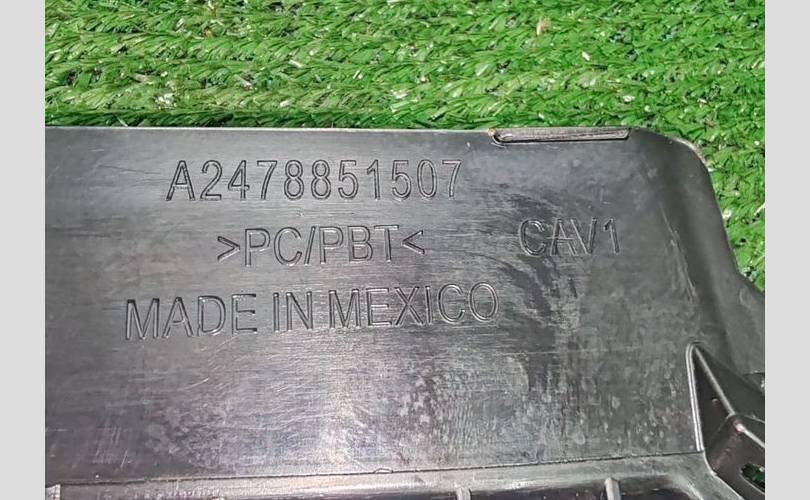 A2478851507
>PC/PBT< CAV1
MADE IN MEXICO